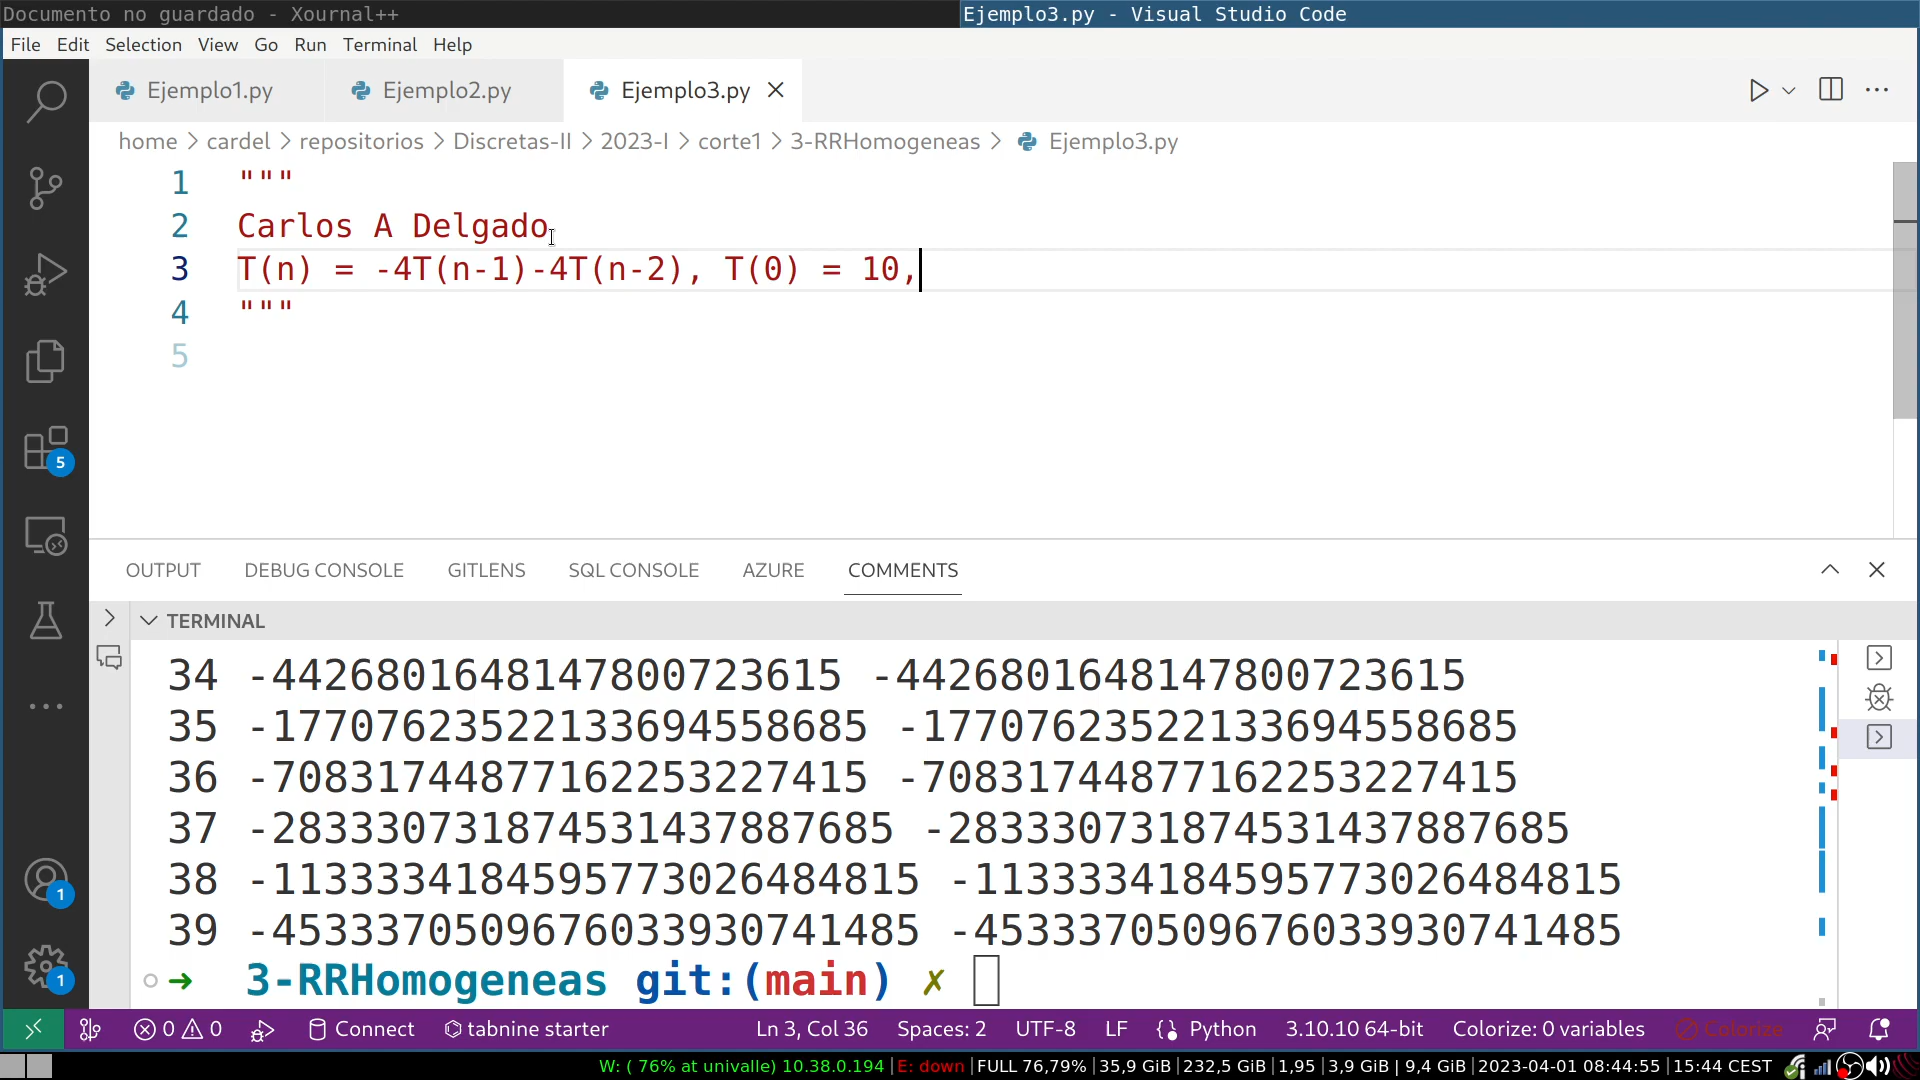 Documento no guardado - Xournal++
Ejemplo3.py - Visual Studio Code
File Edit Selection View Go Run Terminal Help
Ejemplo1.py
Ejemplo2.py
Ejemplo3.py
home > cardel > repositorios > Discretas-II > 2023-I > corte1 > 3-RRHomogeneas > Ejemplo3.py
1 """
2 Carlos A Delgado
3 T(n) = -4T(n-1)-4T(n-2), T(0) = 10,
4 """
5
5
OUTPUT DEBUG CONSOLE GITLENS SQL CONSOLE AZURE COMMENTS
TERMINAL
34 -4426801648147800723615 -4426801648147800723615
35 -17707623522133694558685 -17707623522133694558685
36 -70831744877162253227415 -70831744877162253227415
37 -283330731874531437887685 -283330731874531437887685
38 -1133334184595773026484815 -1133334184595773026484815
39 -4533370509676033930741485 -4533370509676033930741485
➜ 3-RRHomogeneas git:(main) ✗
1
1
0 0 Connect tabnine starter Ln 3, Col 36 Spaces: 2 UTF-8 LF Python 3.10.10 64-bit Colorize: 0 variables Colorize
W: ( 76% at univalle) 10.38.0.194 | E: down | FULL 76,79% | 35,9 GiB | 232,5 GiB | 1,95 | 3,9 GiB | 9,4 GiB | 2023-04-01 08:44:55 | 15:44 CEST